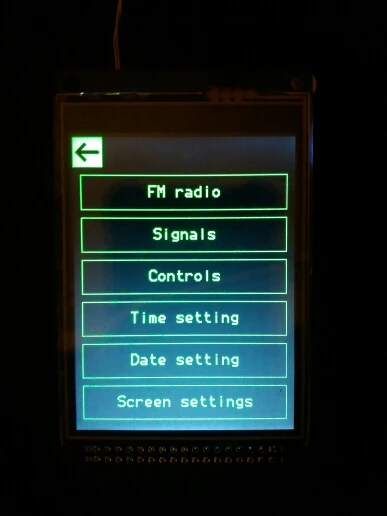 FM radio
Signals
Controls
Time setting
Date setting
Screen settings